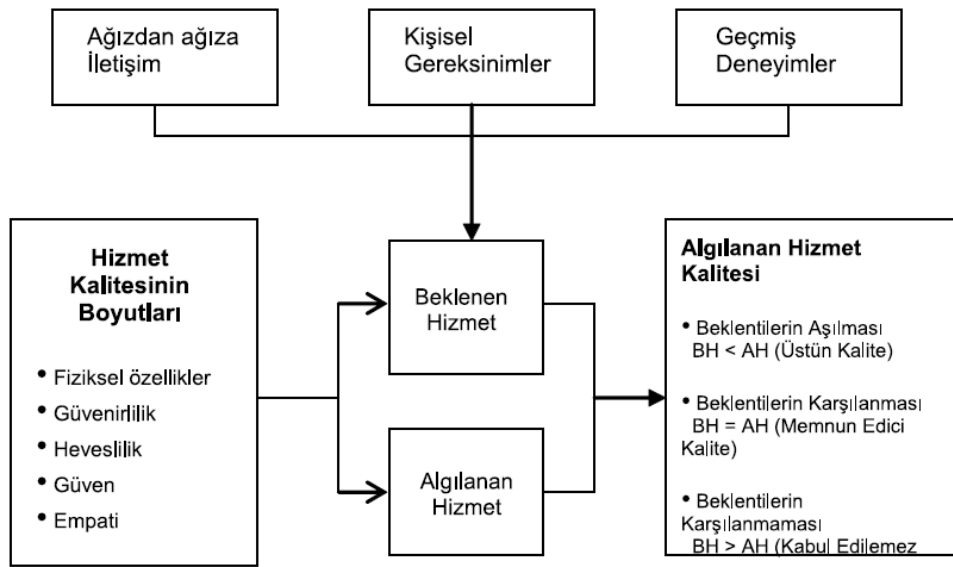 Ağızdan ağıza
İletişim
Kişisel
Gereksinimler
Geçmiş
Deneyimler
Hizmet
Kalitesinin
Boyutları
• Fiziksel özellikler
• Güvenirlilik
• Heveslilik
• Güven
• Empati
Beklenen
Hizmet
Algılanan
Hizmet
Algılanan Hizmet
Kalitesi
• Beklentilerin Aşılması
BH < AH (Üstün Kalite)
• Beklentilerin Karşılanması
BH = AH (Memnun Edici
Kalite)
• Beklentilerin
Karşılanmaması
BH > AH (Kabul Edilemez